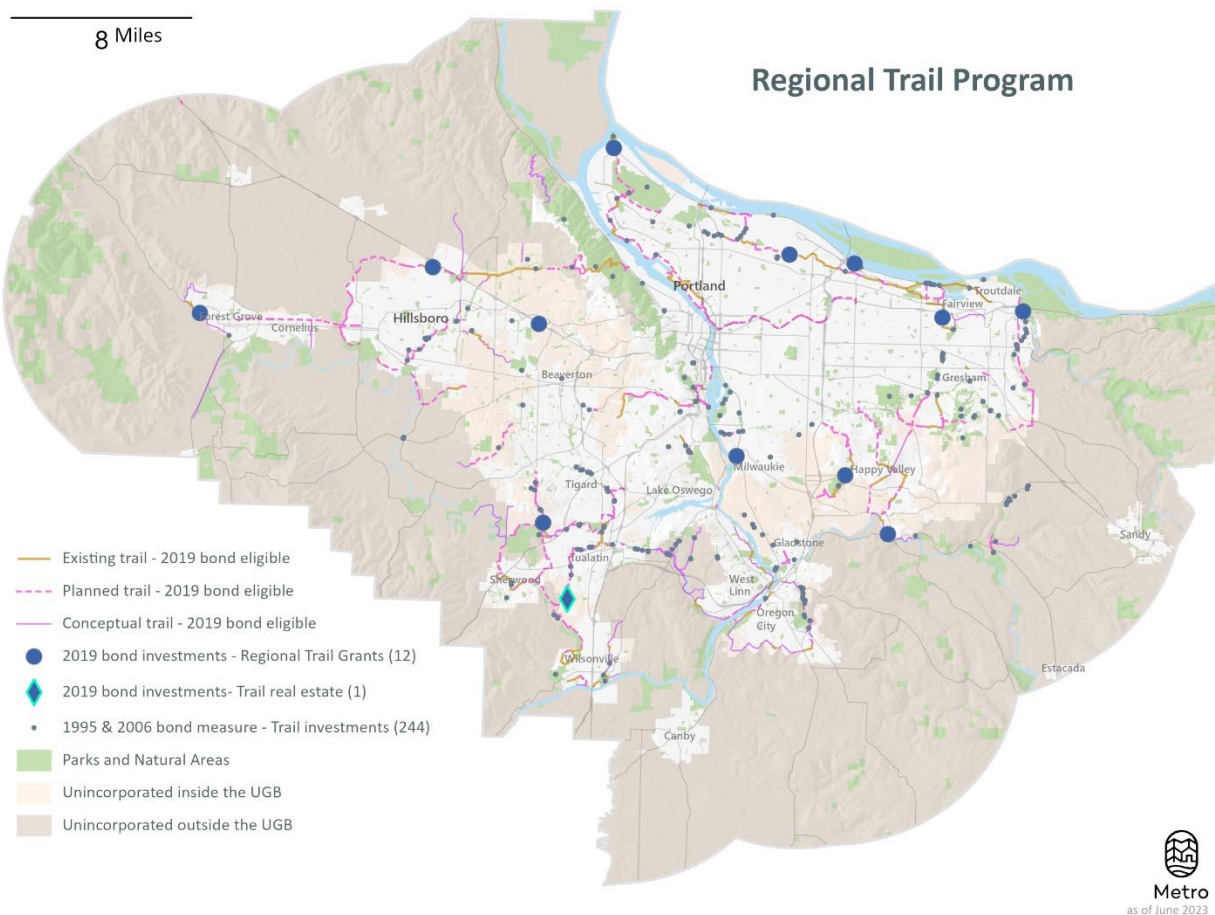 8 Miles
Regional Trail Program
Portland
Troutdale
Fairview
Forest Grove
Cornelius
Hillsboro
Beaverton
Gresham
Milwaukie
Happy Valley
Tigard
Lake Oswego
Sandy
Gladstone
Tualatin
Sherwood
West
Linn
Oregon
City
Wilsonville
Estacada
Canby
Existing trail - 2019 bond eligible
Planned trail - 2019 bond eligible
Conceptual trail - 2019 bond eligible
2019 bond investments - Regional Trail Grants (12)
2019 bond investments- Trail real estate (1)
1995 & 2006 bond measure - Trail investments (244)
Parks and Natural Areas
Unincorporated inside the UGB
Unincorporated outside the UGB
Metro
as of June 2023